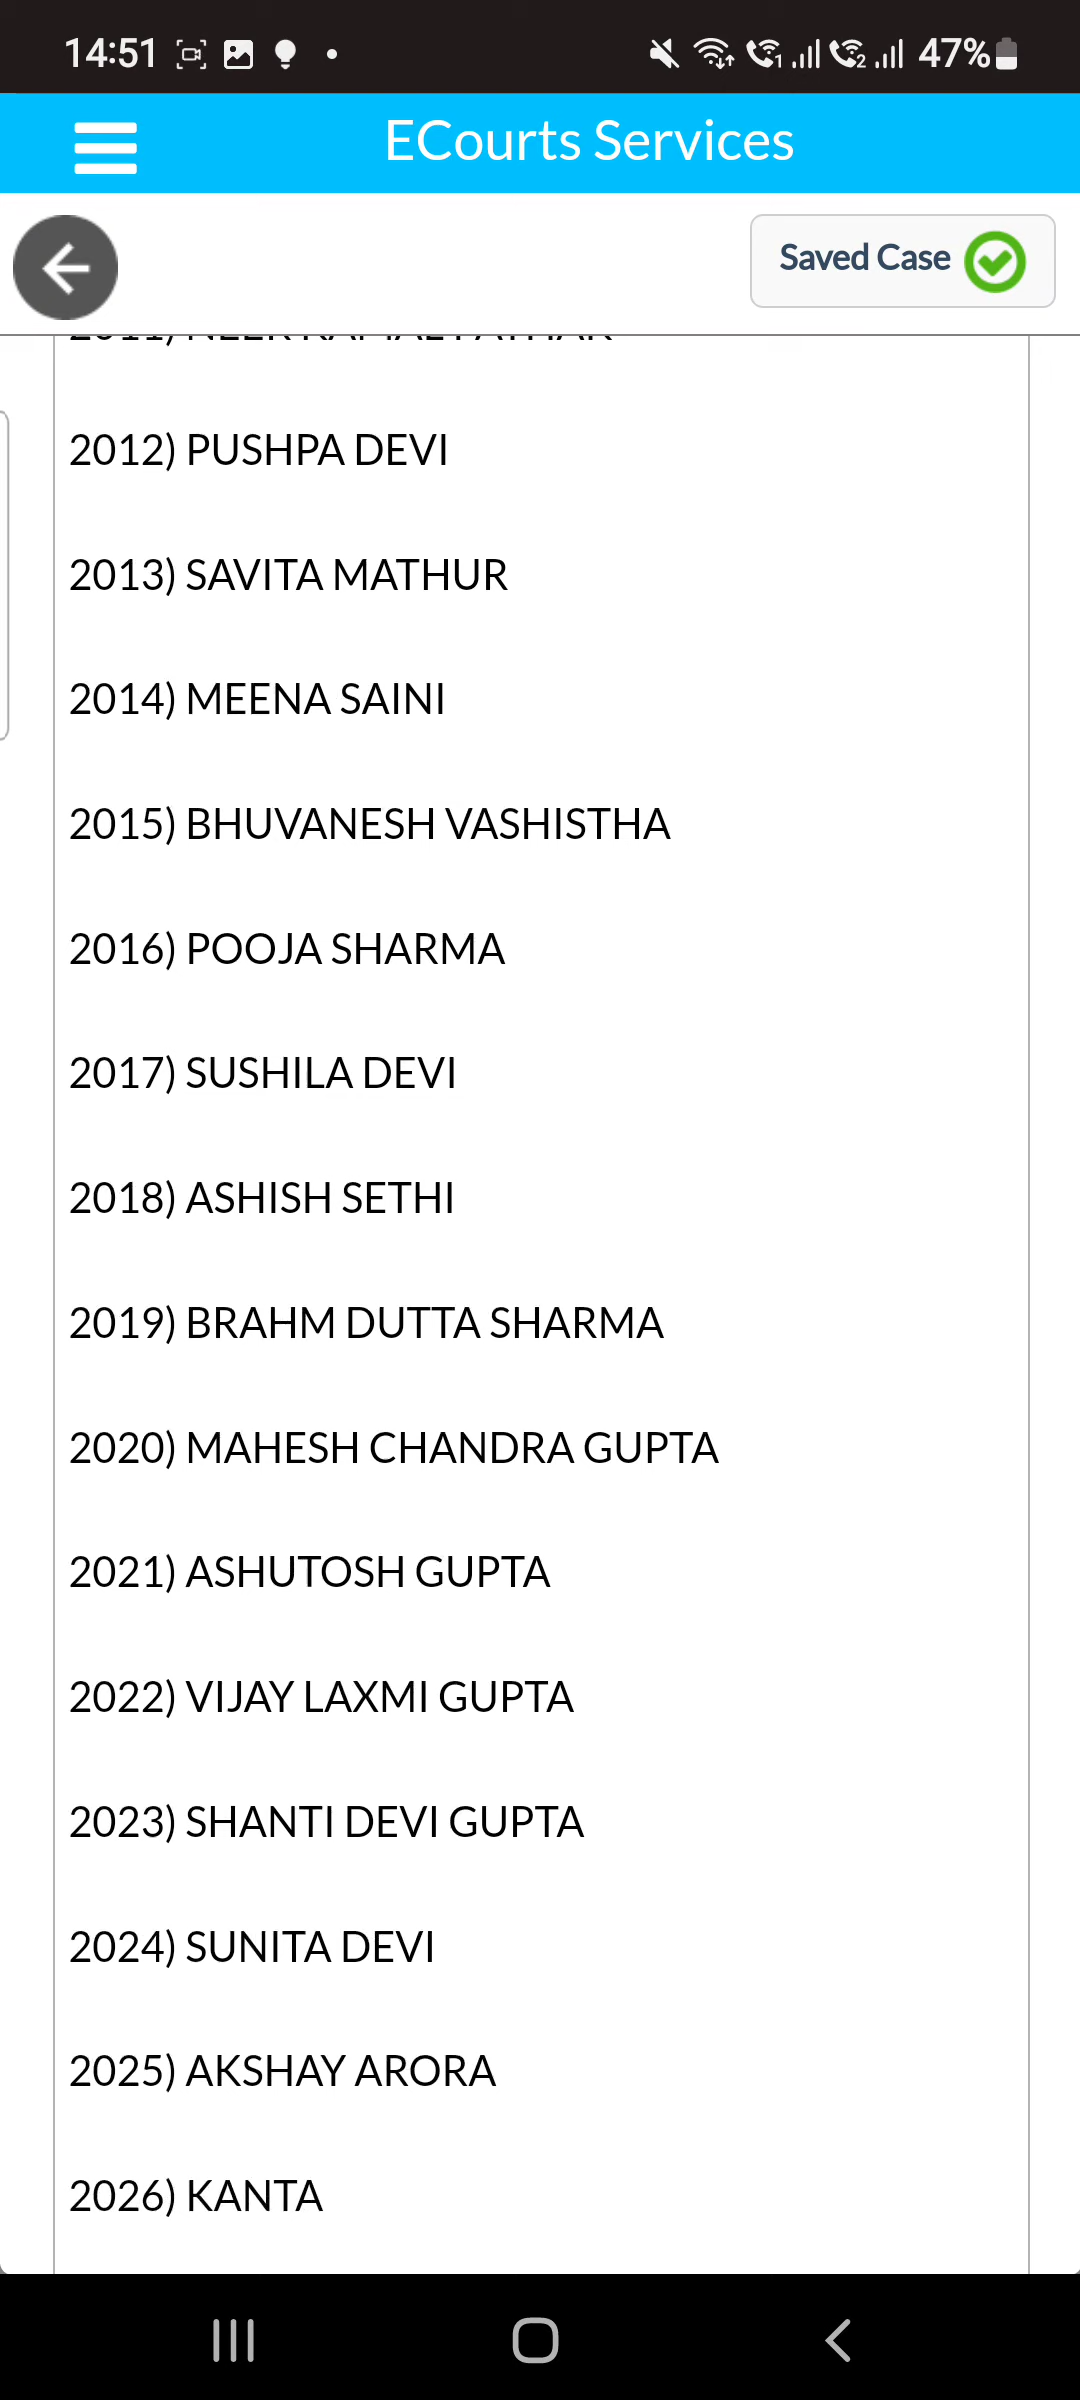 14:51
47%
ECourts Services
Saved Case
2012) PUSHPA DEVI
2013) SAVITA MATHUR
2014) MEENA SAINI
2015) BHUVANESH VASHISTHA
2016) POOJA SHARMA
2017) SUSHILA DEVI
2018) ASHISH SETHI
2019) BRAHM DUTTA SHARMA
2020) MAHESH CHANDRA GUPTA
2021) ASHUTOSH GUPTA
2022) VIJAY LAXMI GUPTA
2023) SHANTI DEVI GUPTA
2024) SUNITA DEVI
2025) AKSHAY ARORA
2026) KANTA